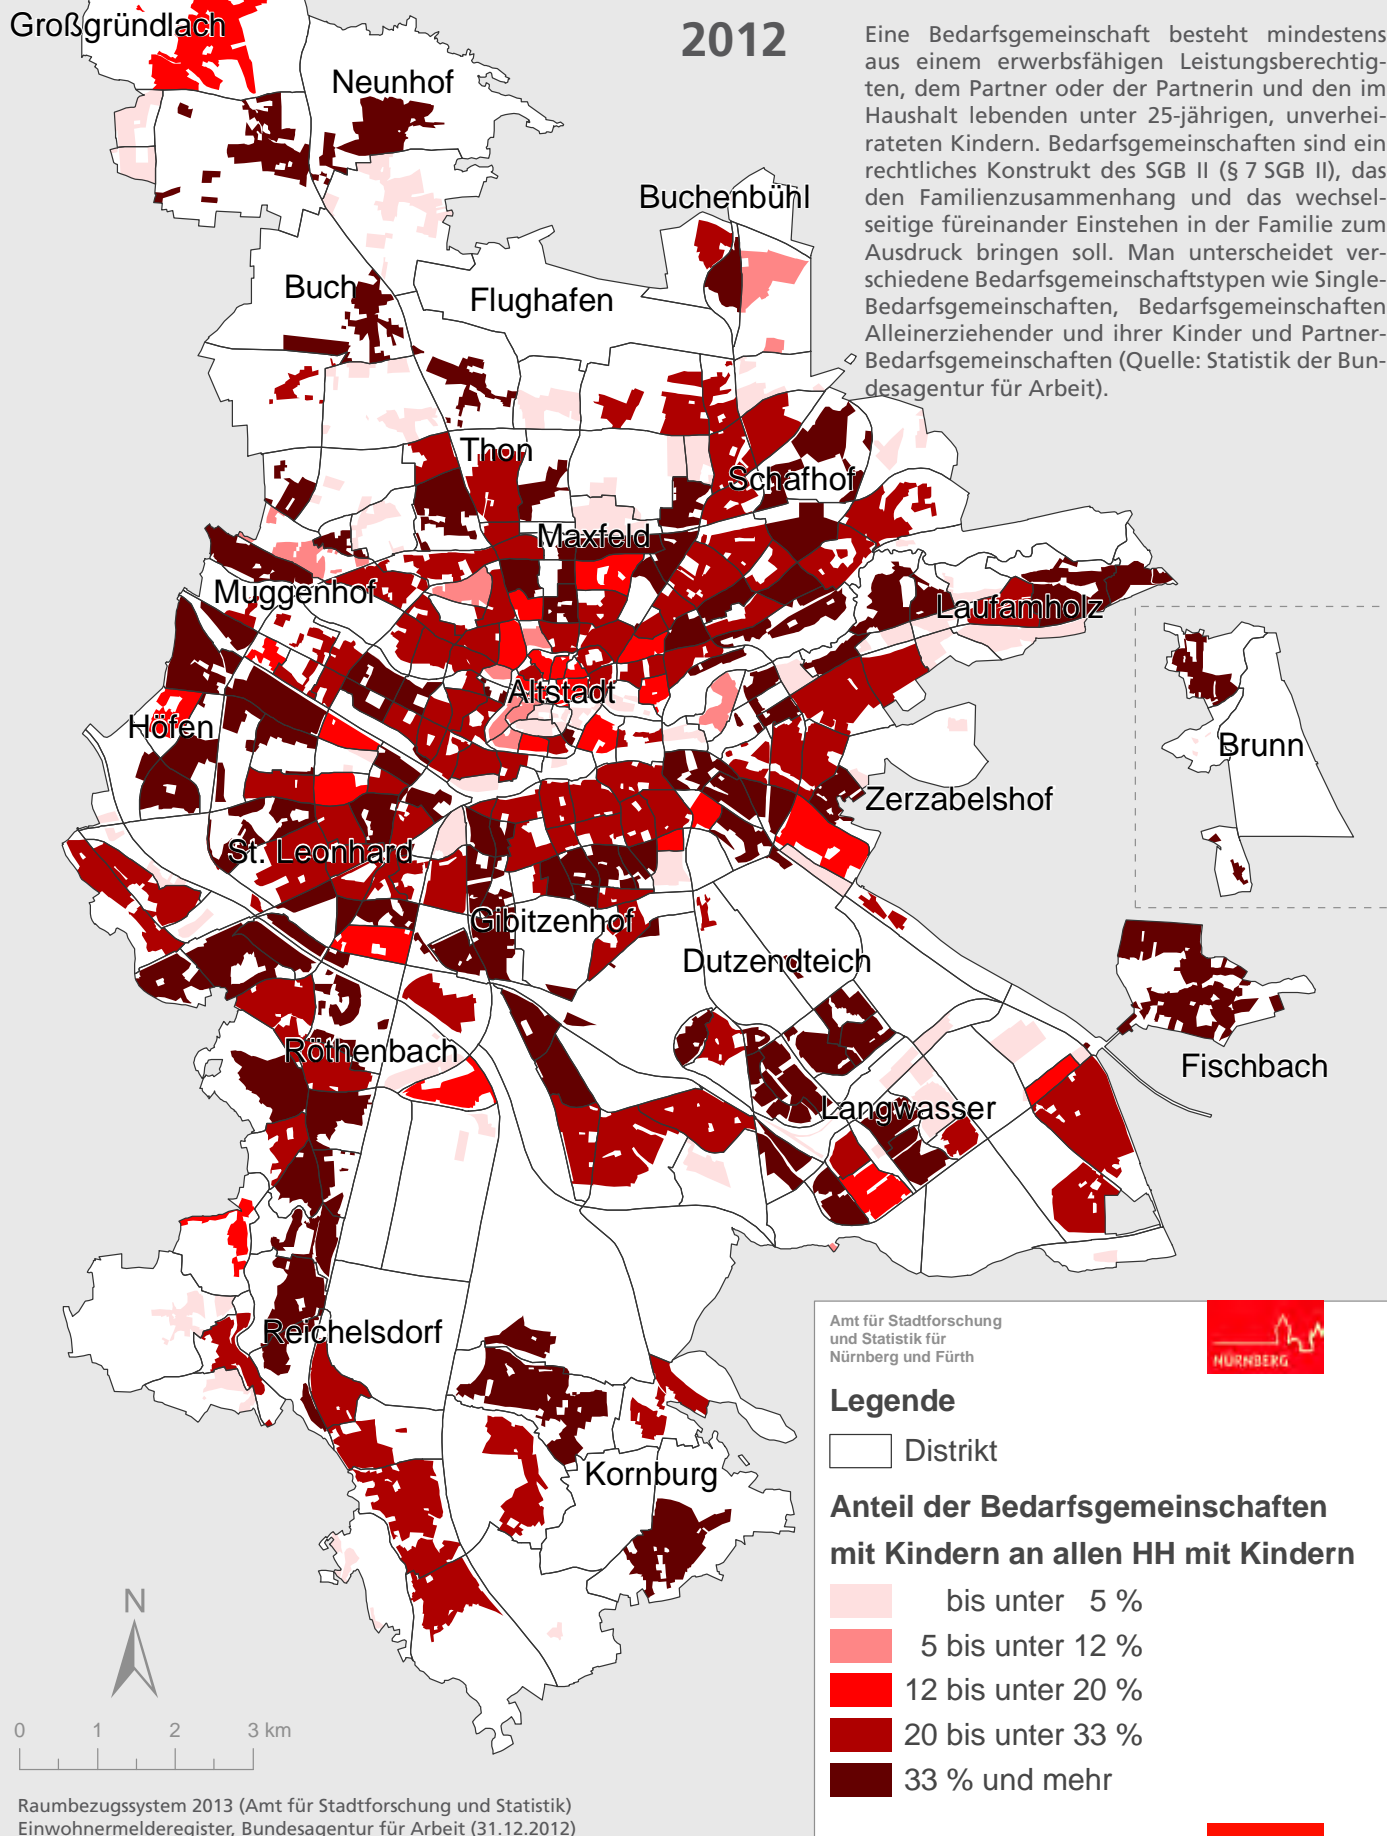 2012
Eine Bedarfsgemeinschaft besteht mindestens
aus einem erwerbsfähigen Leistungsberechtig-
ten, dem Partner oder der Partnerin und den im
Haushalt lebenden unter 25-jährigen, unverhei-
rateten Kindern. Bedarfsgemeinschaften sind ein
rechtliches Konstrukt des SGB II (§ 7 SGB II), das
den Familienzusammenhang und das wechsel-
seitige füreinander Einstehen in der Familie zum
Ausdruck bringen soll. Man unterscheidet ver-
schiedene Bedarfsgemeinschaftstypen wie Single-
Bedarfsgemeinschaften, Bedarfsgemeinschaften
Alleinerziehender und ihrer Kinder und Partner-
Bedarfsgemeinschaften (Quelle: Statistik der Bun-
desagentur für Arbeit).
Großgründlach
Neunhof
Buchenbühl
Buch
Flughafen
Thon
Schafhof
Maxfeld
Muggenhof
Laufamholz
Altstadt
Höfen
Brunn
Zerzabelshof
St. Leonhard
Gibitzenhof
Dutzendteich
Röthenbach
Fischbach
Langwasser
Reichelsdorf
Kornburg
Amt für Stadtforschung
und Statistik für
Nürnberg und Fürth
NÜRNBERG
Legende
Distrikt
Anteil der Bedarfsgemeinschaften
mit Kindern an allen HH mit Kindern
bis unter 5 %
5 bis unter 12 %
12 bis unter 20 %
20 bis unter 33 %
33 % und mehr
N
0 1 2 3 km
Raumbezugssystem 2013 (Amt für Stadtforschung und Statistik)
Einwohnermelderegister, Bundesagentur für Arbeit (31.12.2012)